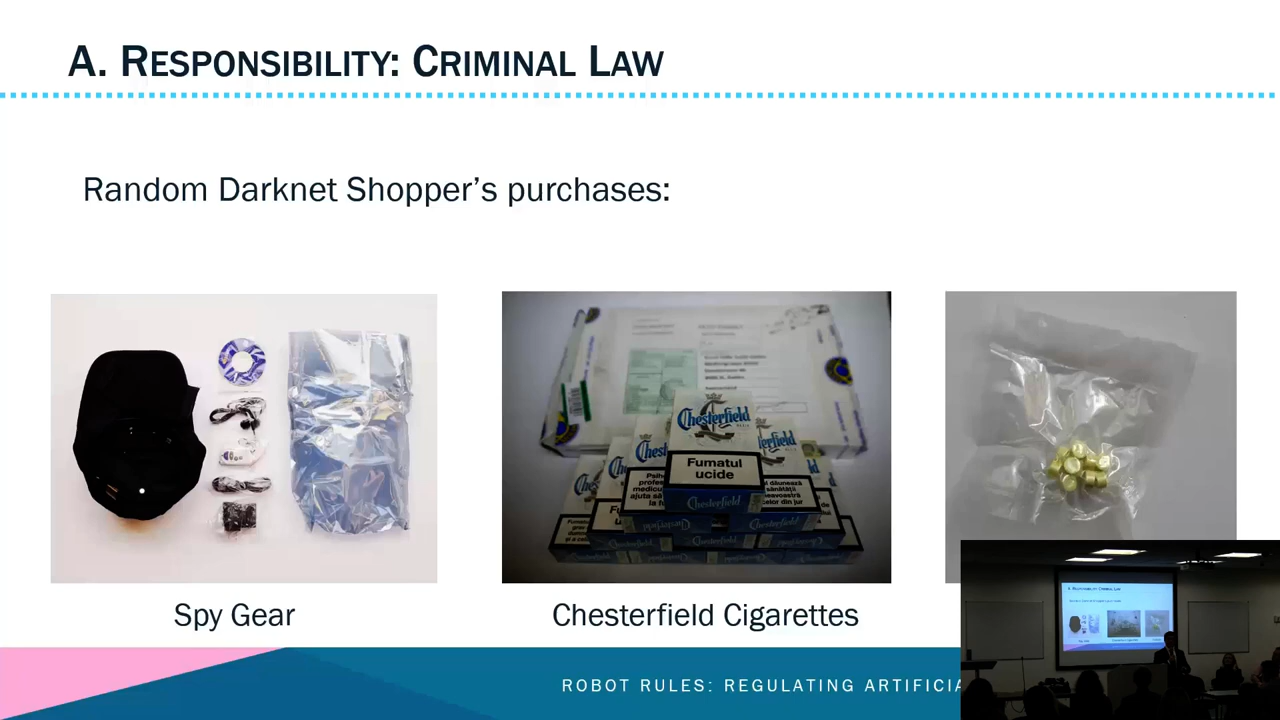 A. RESPONSIBILITY: CRIMINAL LAW
Random Darknet Shopper's purchases:
Chesterfield
Fumatul
ucide
Chesterfield
Spy Gear
Chesterfield Cigarettes
ROBOT RULES: REGULATING ARTIFICIA